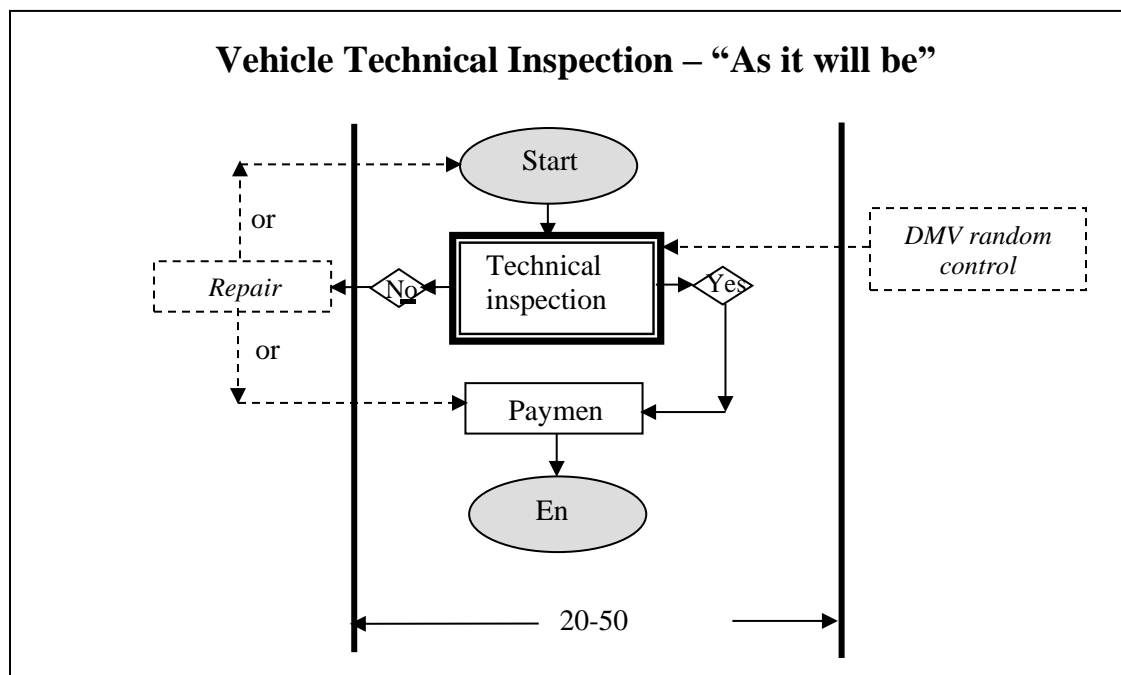 Vehicle Technical Inspection – “As it will be”
Start
or
DMV random
control
Technical
inspection
Repair
No
Yes
or
Paymen
En
20-50